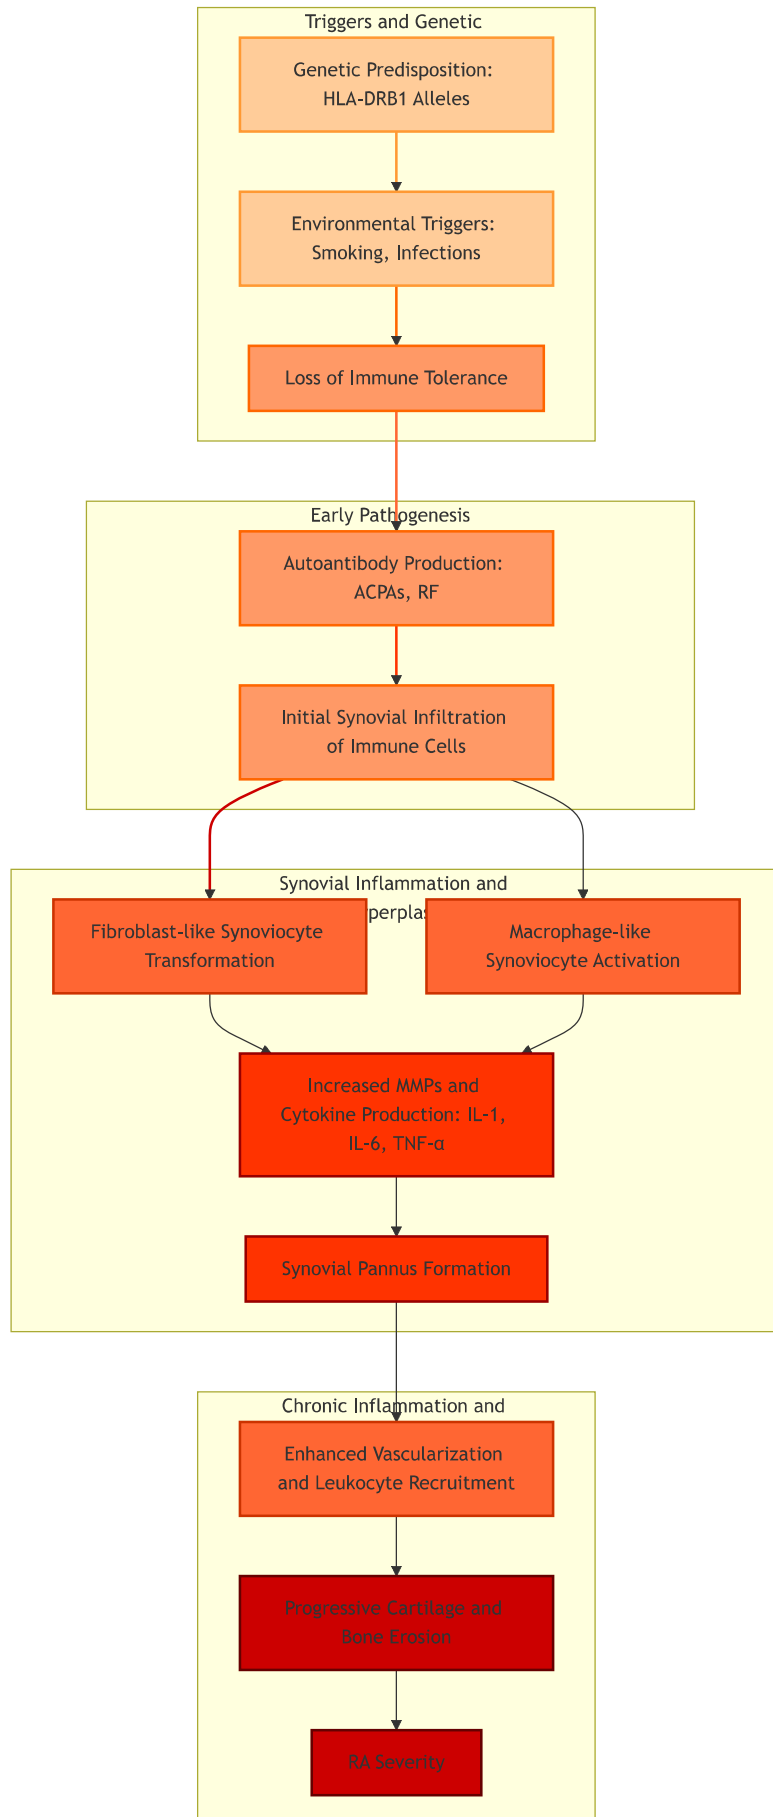 Triggers and Genetic
Genetic Predisposition:
HLA-DRB1 Alleles
Environmental Triggers:
Smoking, Infections
Loss of Immune Tolerance
Early Pathogenesis
Autoantibody Production:
ACPAs, RF
Initial Synovial Infiltration
of Immune Cells
Synovial Inflammation and
Fibroblast-like Synoviocyte
Transformation
Macrophage-like
Synoviocyte Activation
Increased MMPs and
Cytokine Production: IL-1,
IL-6, TNF-α
Synovial Pannus Formation
Chronic Inflammation and
Enhanced Vascularization
and Leukocyte Recruitment
Progressive Cartilage and
Bone Erosion
RA Severity